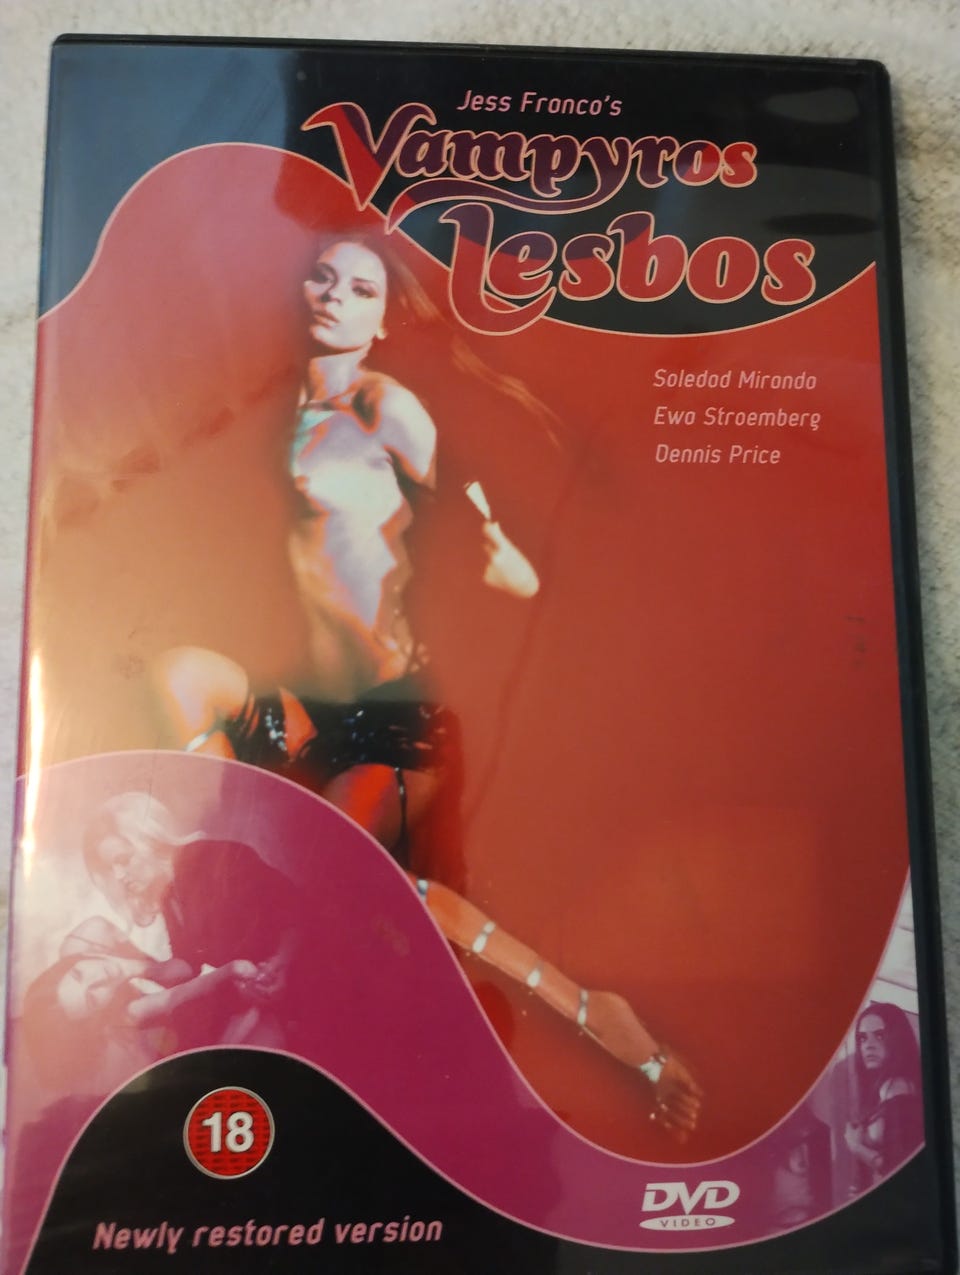 Jess Franco's
Vampyros
Lesbos
Soledad Miranda
Ewa Stroemberg
Dennis Price
18
DVD
VIDEO
Newly restored version